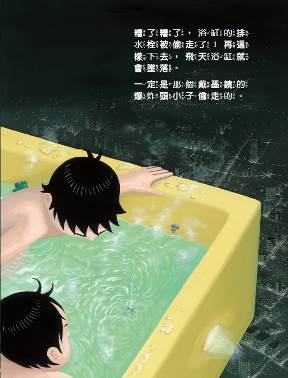 糟了糟了，浴缸的排
水栓被偷走了！再這
樣下去，飛天浴缸就
會墜落。
一定是那個戴墨鏡的
爆炸頭小子偷走的。